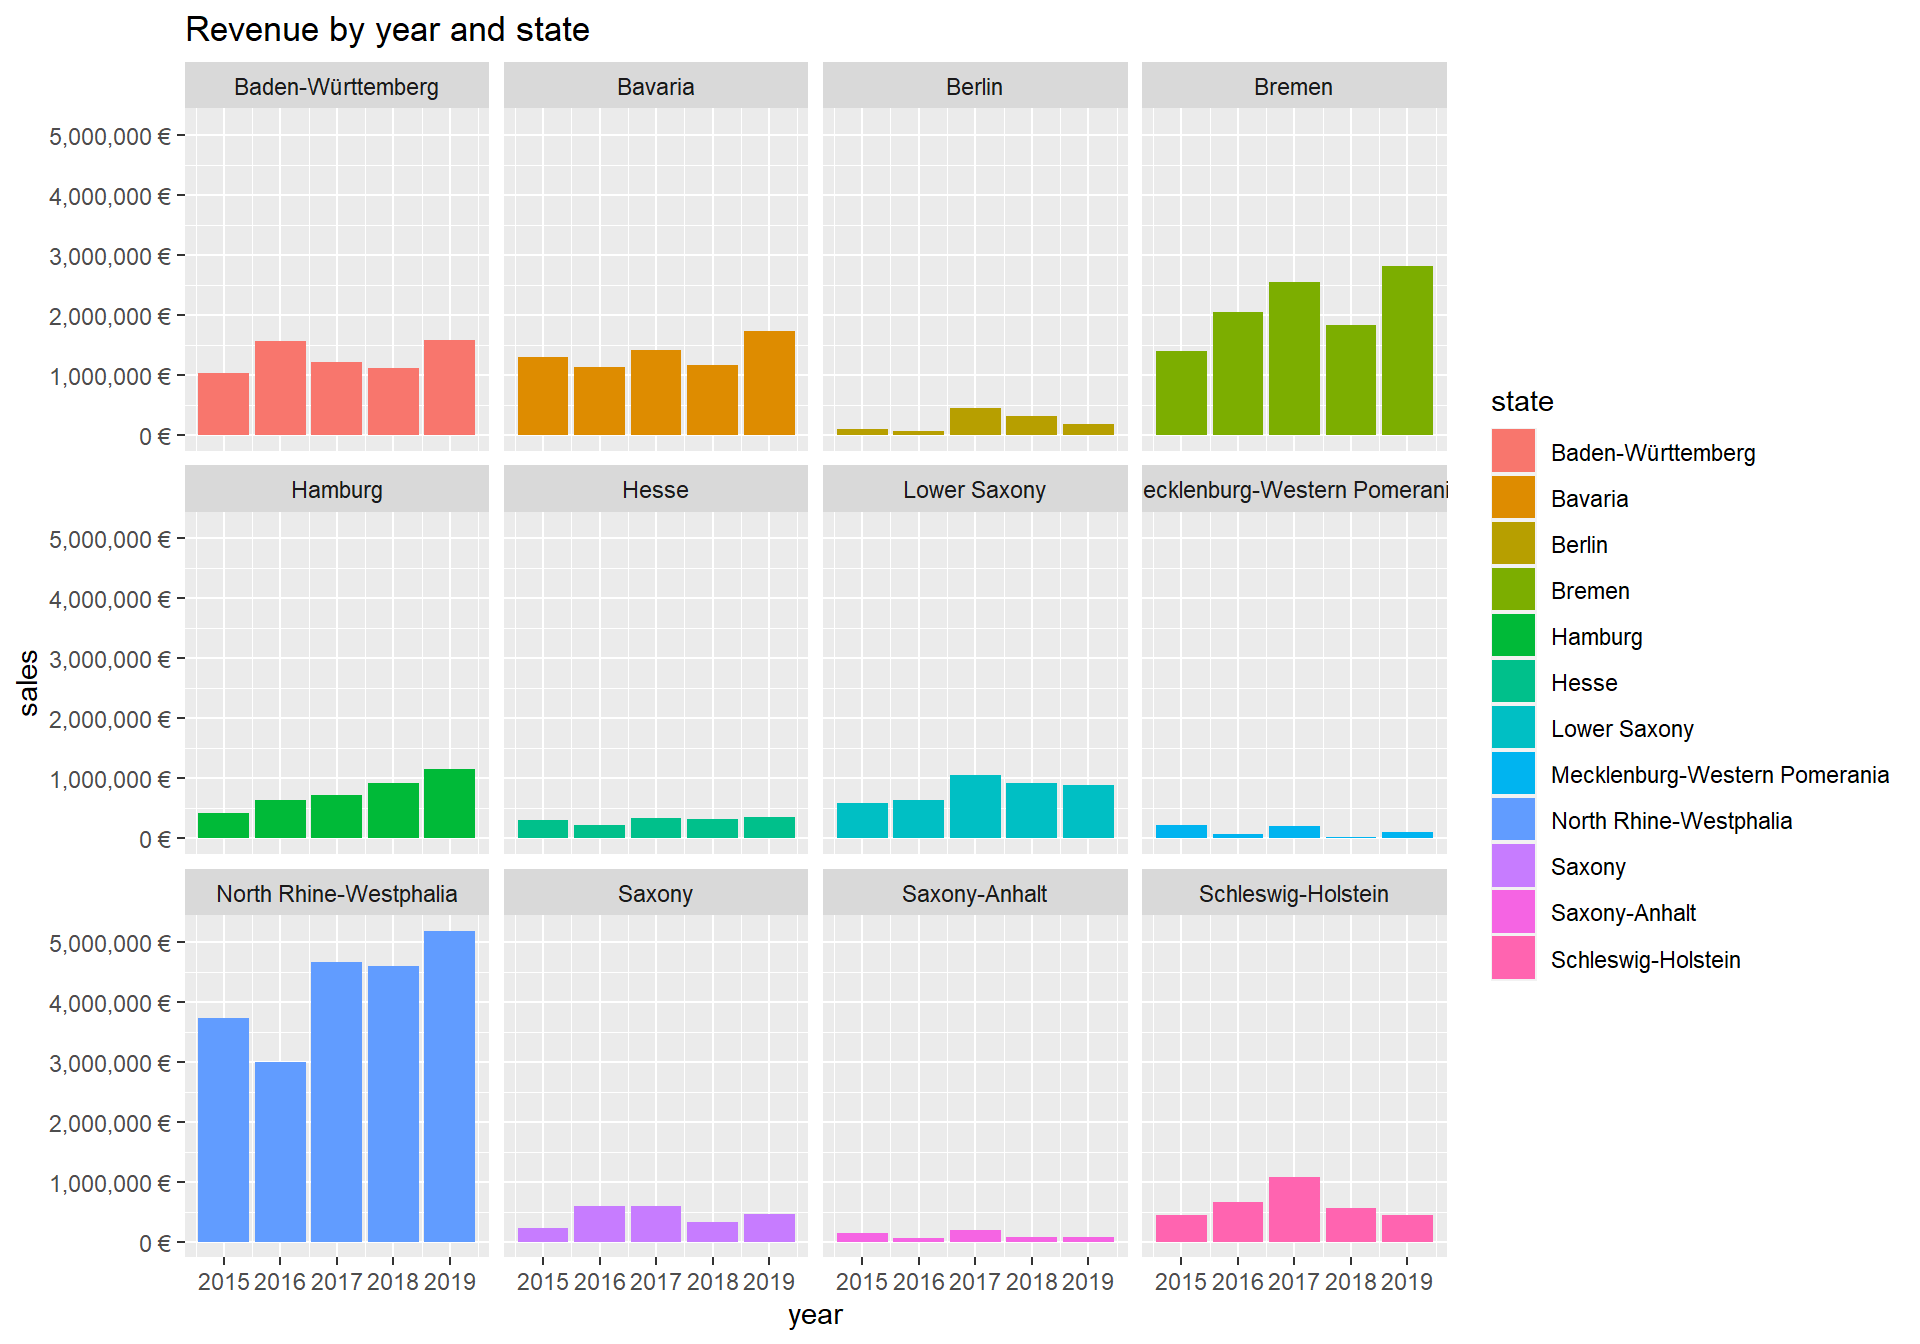 Revenue by year and state
Baden-Württemberg
Bavaria
Berlin
Bremen
5,000,000 €
4,000,000 €
3,000,000 €
2,000,000 €
1,000,000 €
0 €
Hamburg
Hesse
Lower Saxony
ecklenburg-Western Pomerani
5,000,000 €
4,000,000 €
3,000,000 €
2,000,000 €
1,000,000 €
0 €
North Rhine-Westphalia
Saxony
Saxony-Anhalt
Schleswig-Holstein
5,000,000 €
4,000,000 €
3,000,000 €
2,000,000 €
1,000,000 €
0 €
2015 2016 2017 2018 2019
2015 2016 2017 2018 2019
2015 2016 2017 2018 2019
2015 2016 2017 2018 2019
year
sales
state
Baden-Württemberg
Bavaria
Berlin
Bremen
Hamburg
Hesse
Lower Saxony
Mecklenburg-Western Pomerania
North Rhine-Westphalia
Saxony
Saxony-Anhalt
Schleswig-Holstein